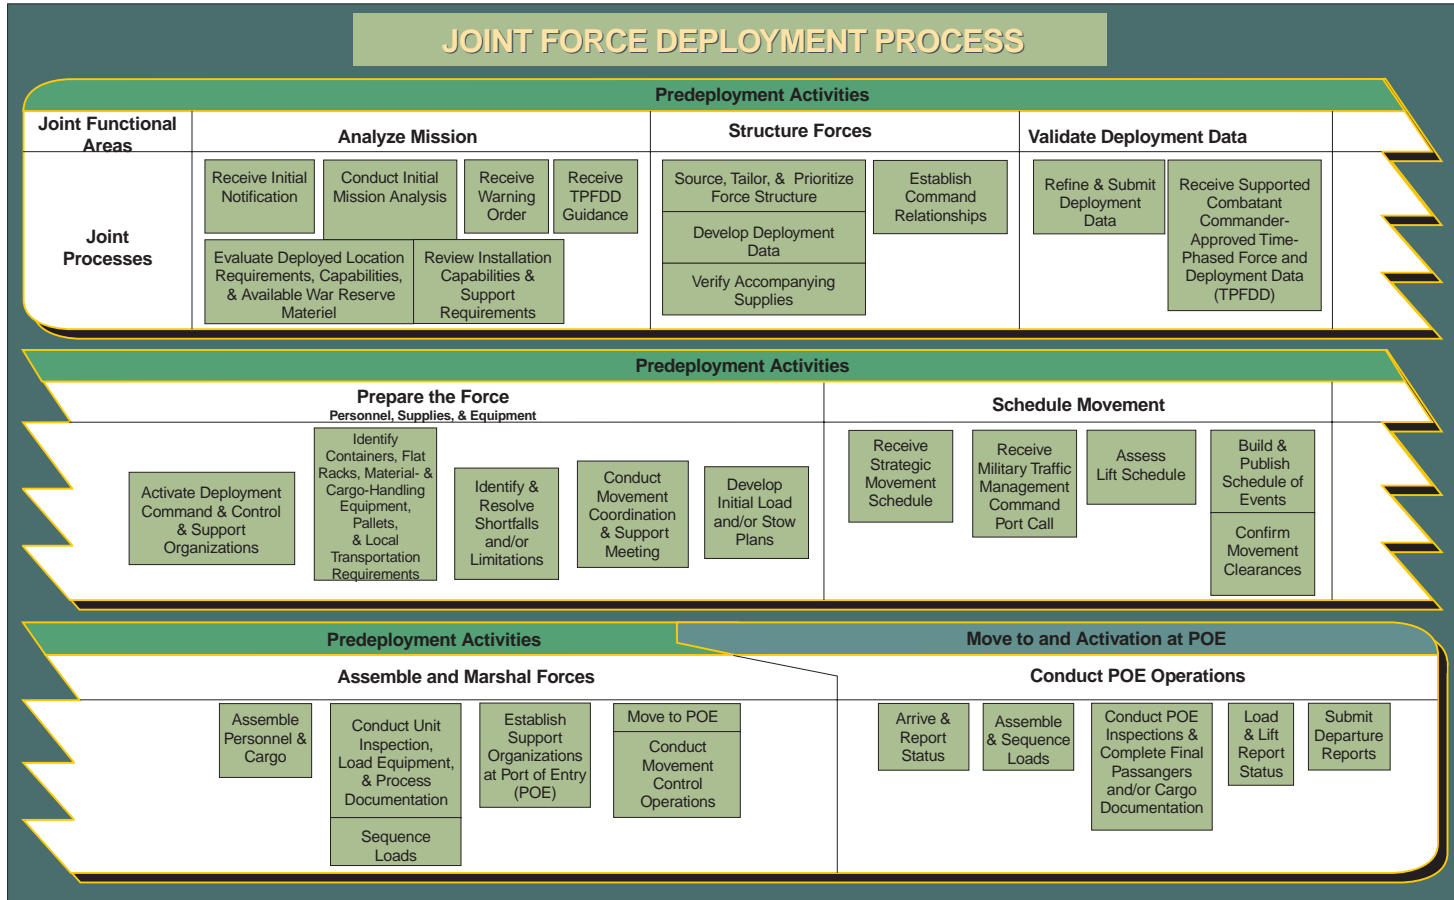 JOINT FORCE DEPLOYMENT PROCESS
Predeployment Activities
Joint Functional
Areas
Analyze Mission
Structure Forces
Validate Deployment Data
Joint
Processes
Receive Initial
Notification
Conduct Initial
Mission Analysis
Receive
Warning
Order
Receive
TPFDD
Guidance
Evaluate Deployed Location
Requirements, Capabilities,
& Available War Reserve
Materiel
Review Installation
Capabilities &
Support
Requirements
Source, Tailor, & Prioritize
Force Structure
Develop Deployment
Data
Verify Accompanying
Supplies
Establish
Command
Relationships
Refine & Submit
Deployment
Data
Receive Supported
Combatant
Commander-
Approved Time-
Phased Force and
Deployment Data
(TPFDD)
Predeployment Activities
Prepare the Force
Personnel, Supplies, & Equipment
Schedule Movement
Activate Deployment
Command & Control
& Support
Organizations
Identify
Containers, Flat
Racks, Material- &
Cargo-Handling
Equipment,
Pallets,
& Local
Transportation
Requirements
Identify &
Resolve
Shortfalls
and/or
Limitations
Conduct
Movement
Coordination
& Support
Meeting
Develop
Initial Load
and/or Stow
Plans
Receive
Strategic
Movement
Schedule
Receive
Military Traffic
Management
Command
Port Call
Assess
Lift Schedule
Build &
Publish
Schedule of
Events
Confirm
Movement
Clearances
Predeployment Activities
Move to and Activation at POE
Assemble and Marshal Forces
Conduct POE Operations
Assemble
Personnel &
Cargo
Conduct Unit
Inspection,
Load Equipment,
& Process
Documentation
Sequence
Loads
Establish
Support
Organizations
at Port of Entry
(POE)
Move to POE
Conduct
Movement
Control
Operations
Arrive &
Report
Status
Assemble
& Sequence
Loads
Conduct POE
Inspections &
Complete Final
Passangers
and/or Cargo
Documentation
Load
& Lift
Report
Status
Submit
Departure
Reports